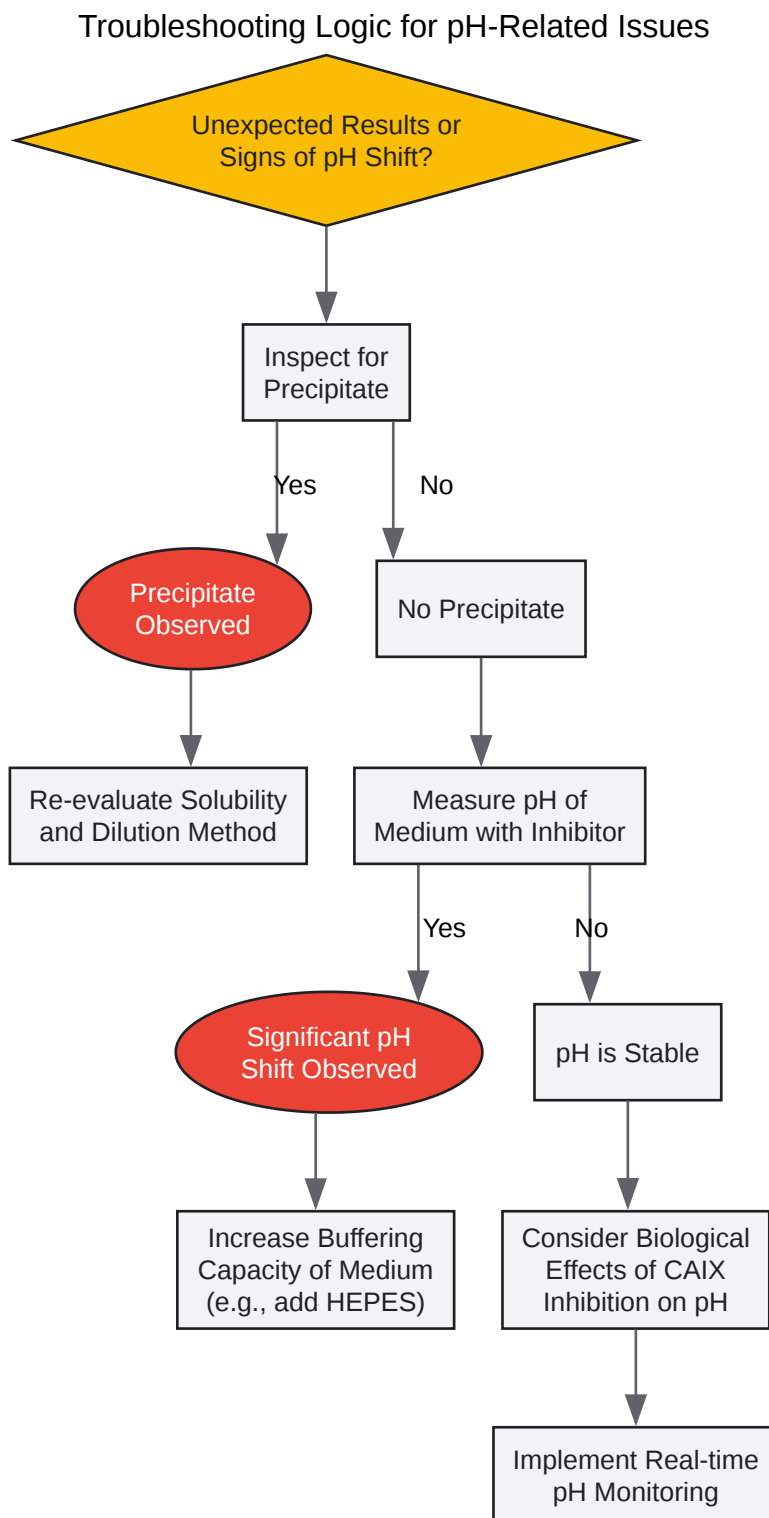 Troubleshooting Logic for pH-Related Issues
Unexpected Results or
Signs of pH Shift?
Inspect for
Precipitate
Yes
No
Precipitate
Observed
No Precipitate
Re-evaluate Solubility
and Dilution Method
Measure pH of
Medium with Inhibitor
Yes
No
Significant pH
Shift Observed
pH is Stable
Increase Buffering
Capacity of Medium
(e.g., add HEPES)
Consider Biological
Effects of CAIX
Inhibition on pH
Implement Real-time
pH Monitoring